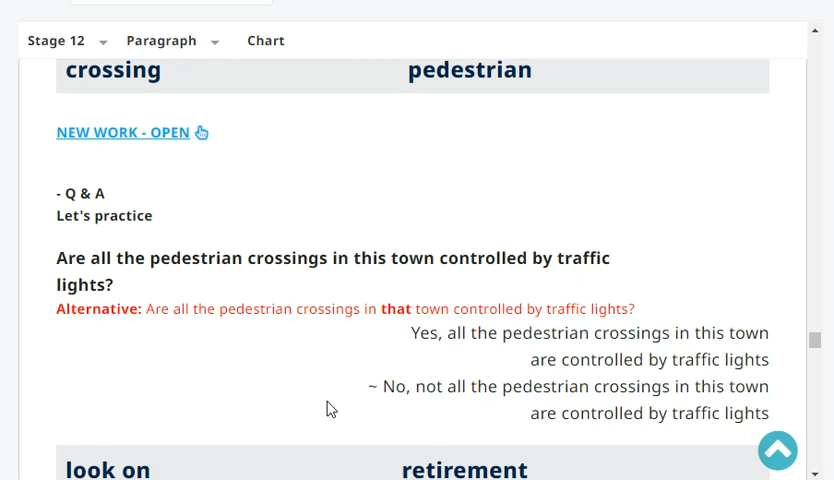 Stage 12 Paragraph Chart
crossing pedestrian
NEW WORK - OPEN
- Q & A
Let's practice
Are all the pedestrian crossings in this town controlled by traffic
lights?
Alternative: Are all the pedestrian crossings in that town controlled by traffic lights?
Yes, all the pedestrian crossings in this town
are controlled by traffic lights
~ No, not all the pedestrian crossings in this town
are controlled by traffic lights
look on retirement